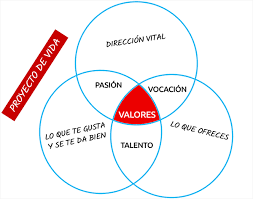 PROYECTO DE VIDA
DIRECCIÓN VITAL
PASIÓN
VOCACIÓN
VALORES
LO QUE TE GUSTA
Y SE TE DA BIEN
LO QUE OFRECES
TALENTO